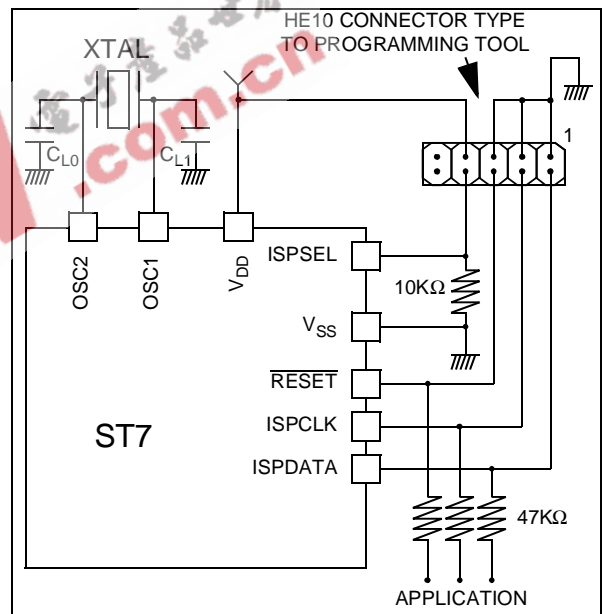 HE10 CONNECTOR TYPE
TO PROGRAMMING TOOL
XTAL
.com.cn
1
CL0
CL1
OSC2
OSC1
VDD
ISPSEL
10KΩ
VSS
RESET
ISPCLK
ST7
ISPDATA
47KΩ
APPLICATION